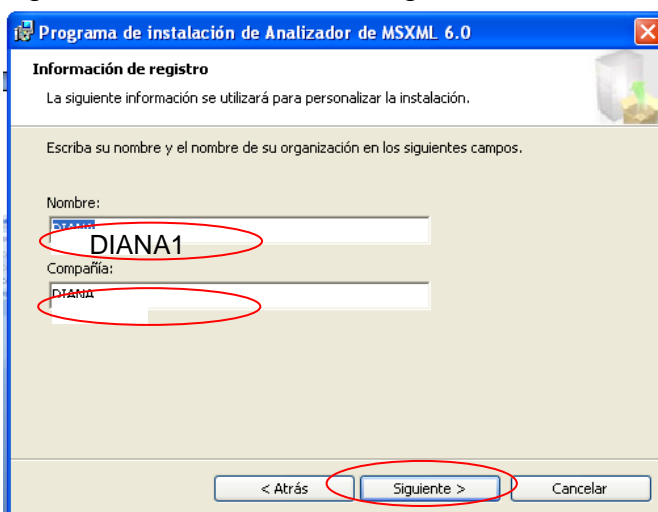 Programa de instalación de Analizador de MSXML 6.0
Información de registro
La siguiente información se utilizará para personalizar la instalación.
Escriba su nombre y el nombre de su organización en los siguientes campos.
Nombre:
DIANA1
Compañía:
DIANA
< Atrás
Siguiente >
Cancelar